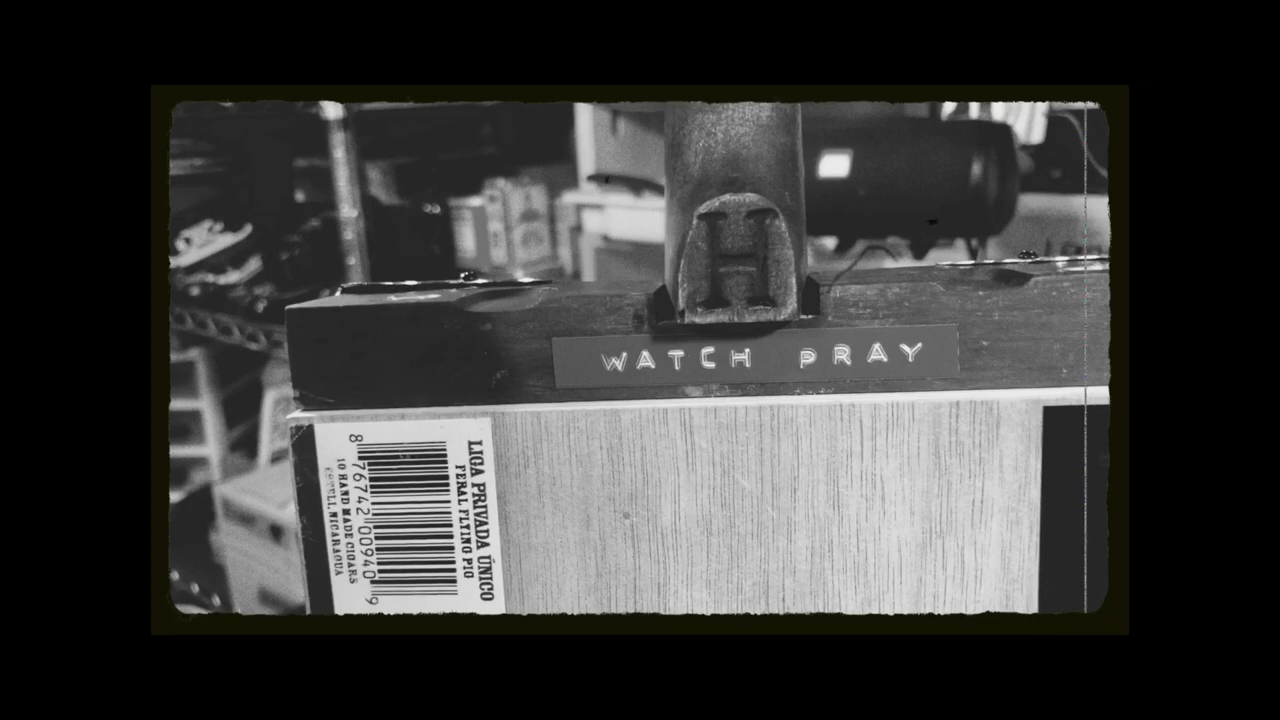 H
WATCH PRAY
LIGA PRIVADA ÚNICO
FERAL FLYING PIG
8 76742 00940 9
10 HAND MADE CIGARS
ESTELI, NICARAGUA